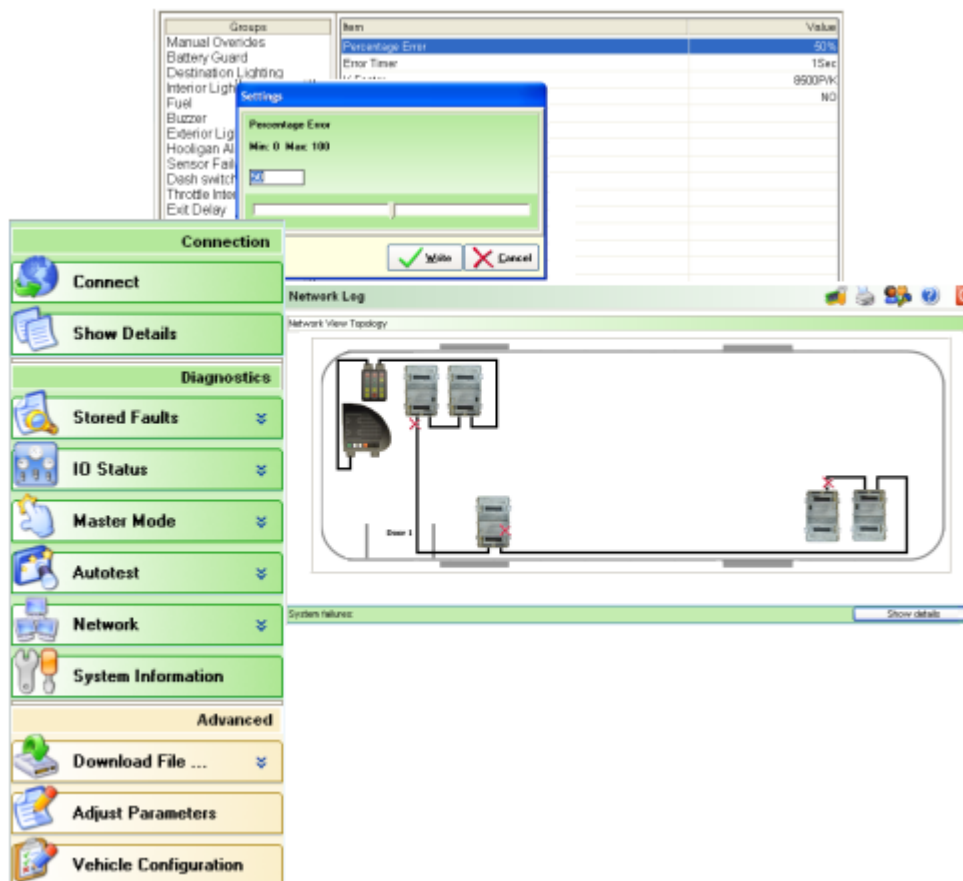 Groups
Item
Value
Manual Overides
Battery Guard
Destination Lighting
Interior Ligh
Fuel
Buzzer
Exterior Lig
Hooligan Al
Sensor Fail
Dash switch
Throttle Inter
Exit Delay
Percentage Error
50%
Error Timer
1Sec
8500P/K
NO
Settings
Percentage Error
Min: 0 Max: 100
50
Write
Cancel
Connection
Connect
Show Details
Diagnostics
Stored Faults
IO Status
Master Mode
Autotest
Network
System Information
Advanced
Download File ...
Adjust Parameters
Vehicle Configuration
Network Log
Network View Topology
Door 1
System failures:
Show details